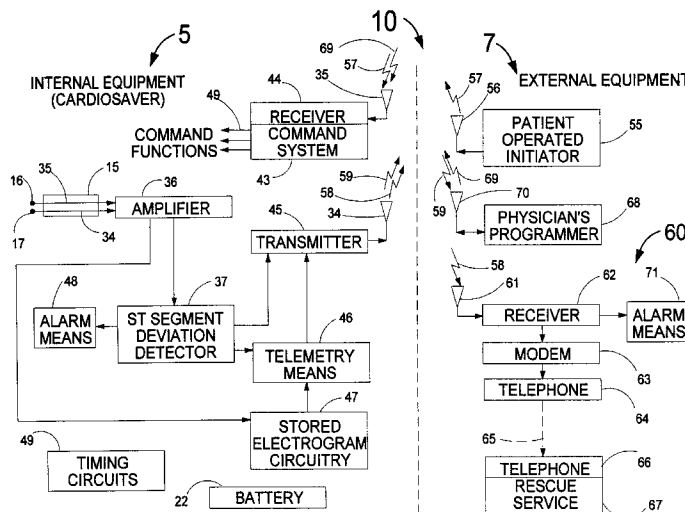 5
10
7
INTERNAL EQUIPMENT
(CARDIOSAVER)
EXTERNAL EQUIPMENT
69
57
35
44
49
RECEIVER
COMMAND
SYSTEM
COMMAND
FUNCTIONS
43
57
56
PATIENT
OPERATED
INITIATOR
55
16
35
15
36
17
34
AMPLIFIER
59
58
34
45
TRANSMITTER
59
69
70
PHYSICIAN'S
PROGRAMMER
68
60
58
61
62
71
RECEIVER
ALARM
MEANS
48
37
ALARM
MEANS
ST SEGMENT
DEVIATION
DETECTOR
46
TELEMETRY
MEANS
MODEM
63
TELEPHONE
64
47
STORED
ELECTROGRAM
CIRCUITRY
49
TIMING
CIRCUITS
22
BATTERY
65
TELEPHONE
66
RESCUE
SERVICE
67